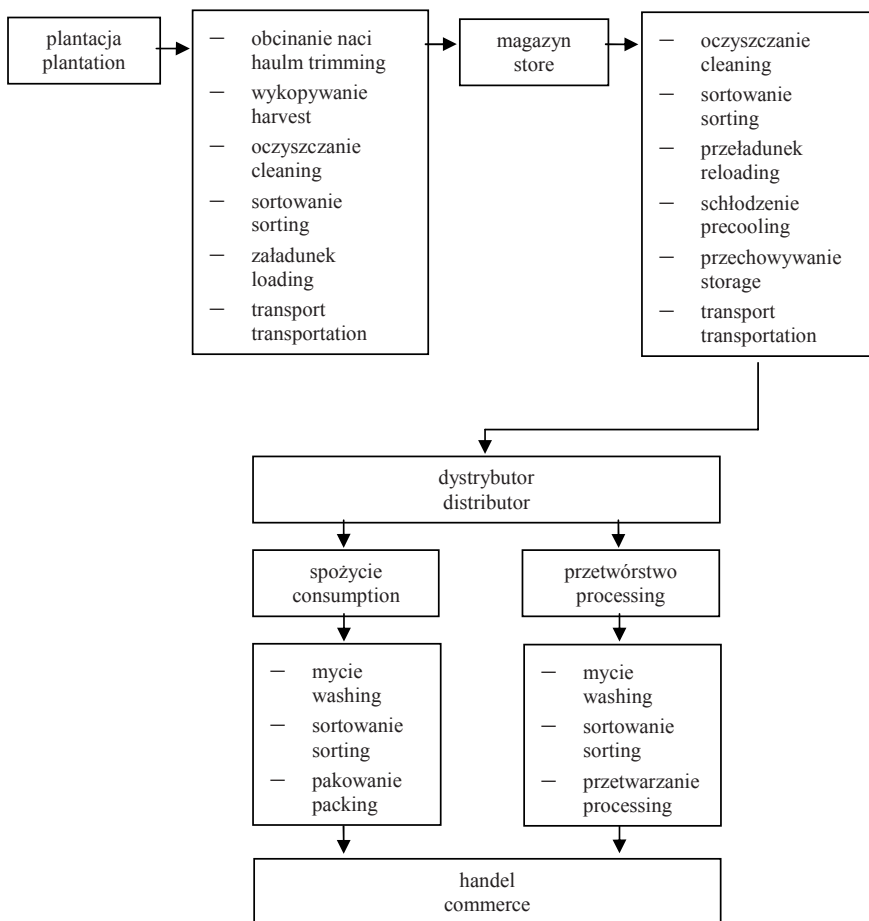 plantacja
plantation
– obcinanie naci
haulm trimming
– wykopywanie
harvest
– oczyszczanie
cleaning
– sortowanie
sorting
– załadunek
loading
– transport
transportation
magazyn
store
– oczyszczanie
cleaning
– sortowanie
sorting
– przeładunek
reloading
– schłodzenie
precooling
– przechowywanie
storage
– transport
transportation
dystrybutor
distributor
spożycie
consumption
przetwórstwo
processing
– mycie
washing
– sortowanie
sorting
– pakowanie
packing
– mycie
washing
– sortowanie
sorting
– przetwarzanie
processing
handel
commerce